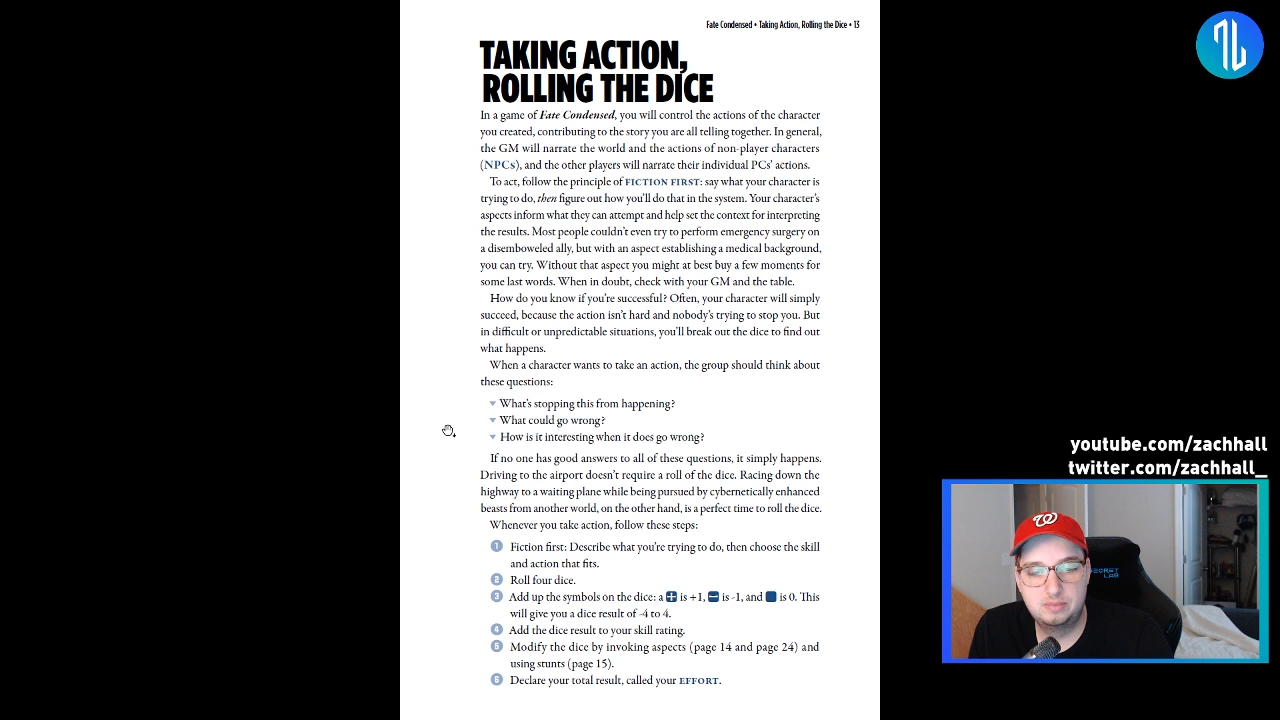 Fate Condensed • Taking Action, Rolling the Dice • 13
TAKING ACTION,
ROLLING THE DICE
In a game of Fate Condensed, you will control the actions of the character
you created, contributing to the story you are all telling together. In general,
the GM will narrate the world and the actions of non-player characters
(NPCs), and the other players will narrate their individual PCs' actions.
To act, follow the principle of FICTION FIRST: say what your character is
trying to do, then figure out how you'll do that in the system. Your character's
aspects inform what they can attempt and help set the context for interpreting
the results. Most people couldn't even try to perform emergency surgery on
a disemboweled ally, but with an aspect establishing a medical background,
you can try. Without that aspect you might at best buy a few moments for
some last words. When in doubt, check with your GM and the table.
How do you know if you're successful? Often, your character will simply
succeed, because the action isn't hard and nobody's trying to stop you. But
in difficult or unpredictable situations, you'll break out the dice to find out
what happens.
When a character wants to take an action, the group should think about
these questions:
What's stopping this from happening?
What could go wrong?
How is it interesting when it does go wrong?
If no one has good answers to all of these questions, it simply happens.
Driving to the airport doesn't require a roll of the dice. Racing down the
highway to a waiting plane while being pursued by cybernetically enhanced
beasts from another world, on the other hand, is a perfect time to roll the dice.
Whenever you take action, follow these steps:
1 Fiction first: Describe what you're trying to do, then choose the skill
and action that fits.
2 Roll four dice.
3 Add up the symbols on the dice: a + is +1, − is -1, and is 0. This
will give you a dice result of -4 to 4.
4 Add the dice result to your skill rating.
5 Modify the dice by invoking aspects (page 14 and page 24) and
using stunts (page 15).
6 Declare your total result, called your EFFORT.
youtube.com/zachhall
twitter.com/zachhall_
W
SECRET
LAB